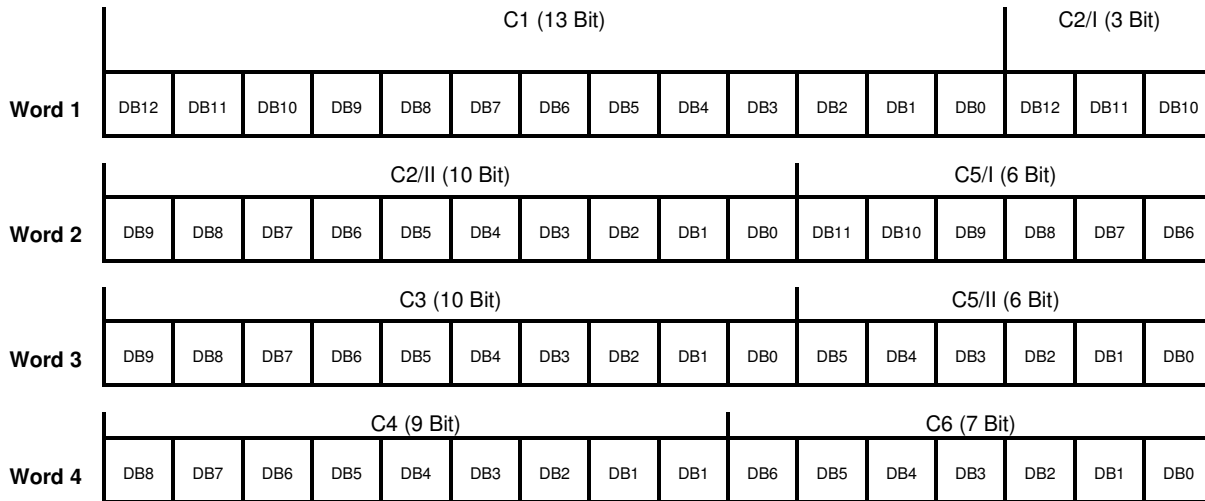 C1 (13 Bit) C2/I (3 Bit)
Word 1 DB12 DB11 DB10 DB9 DB8 DB7 DB6 DB5 DB4 DB3 DB2 DB1 DB0 DB12 DB11 DB10
C2/II (10 Bit) C5/I (6 Bit)
Word 2 DB9 DB8 DB7 DB6 DB5 DB4 DB3 DB2 DB1 DB0 DB11 DB10 DB9 DB8 DB7 DB6
C3 (10 Bit) C5/II (6 Bit)
Word 3 DB9 DB8 DB7 DB6 DB5 DB4 DB3 DB2 DB1 DB0 DB5 DB4 DB3 DB2 DB1 DB0
C4 (9 Bit) C6 (7 Bit)
Word 4 DB8 DB7 DB6 DB5 DB4 DB3 DB2 DB1 DB1 DB6 DB5 DB4 DB3 DB2 DB1 DB0